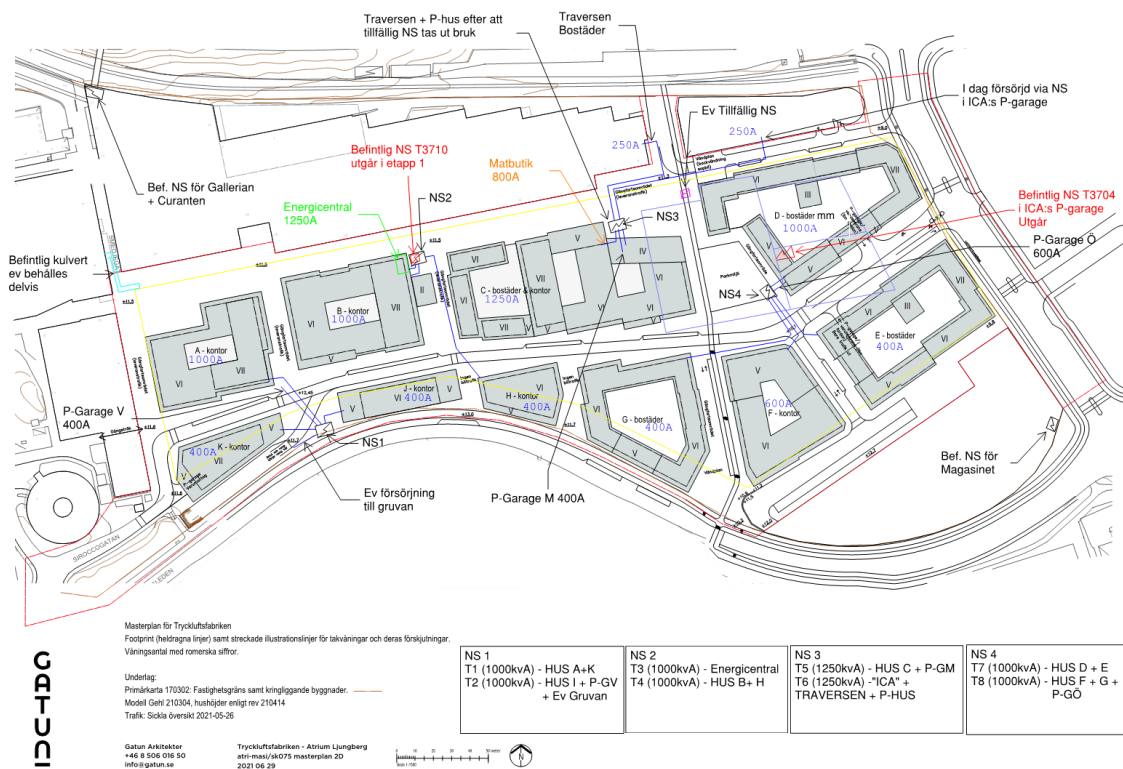 Traversen + P-hus efter att
tillfällig NS tas ut bruk
Traversen
Bostäder
I dag försörjd via NS
i ICA:s P-garage
Ev Tillfällig NS
250A
250A
Befintlig NS T3710
utgår i etapp 1
Matbutik
800A
Bef. NS för Gallerian
+ Curanten
Energicentral
1250A
NS2
NS3
Befintlig NS T3704
i ICA:s P-garage
Utgår
P-Garage Ö
600A
Befintlig kulvert
ev behålles
delvis
NS4
D - bostäder mm
1000A
C - bostäder & kontor
1250A
B - kontor
1000A
A - kontor
1000A
E - bostäder
400A
J - kontor
400A
H - kontor
400A
G - bostäder
400A
600A
F - kontor
K - kontor
400A
P-Garage V
400A
NS1
Ev försörjning
till gruvan
P-Garage M 400A
Bef. NS för
Magasinet
SIROCCOGATAN
Masterplan för Tryckluftsfabriken
Footprint (heldragna linjer) samt streckade illustrationslinjer för takvåningar och deras förskjutningar.
Våningsantal med romerska siffror.
Underlag:
Primärkarta 170302: Fastighetsgräns samt kringliggande byggnader.
Modell Gehl 210304, hushöjder enligt rev 210414
Trafik: Sickla översikt 2021-05-26
GATUN
Gatun Arkitekter
+46 8 506 016 50
info@gatun.se
Tryckluftsfabriken - Atrium Ljungberg
atri-masi/sk075 masterplan 2D
2021 06 29
N
NS 1
T1 (1000kvA) - HUS A+K
T2 (1000kVA) - HUS I + P-GV
+ Ev Gruvan
NS 2
T3 (1000kvA) - Energicentral
T4 (1000kVA) - HUS B+ H
NS 3
T5 (1250kVA) - HUS C + P-GM
T6 (1250kVA) -"ICA" +
TRAVERSEN + P-HUS
NS 4
T7 (1000kVA) - HUS D + E
T8 (1000kVA) - HUS F + G +
P-GÖ